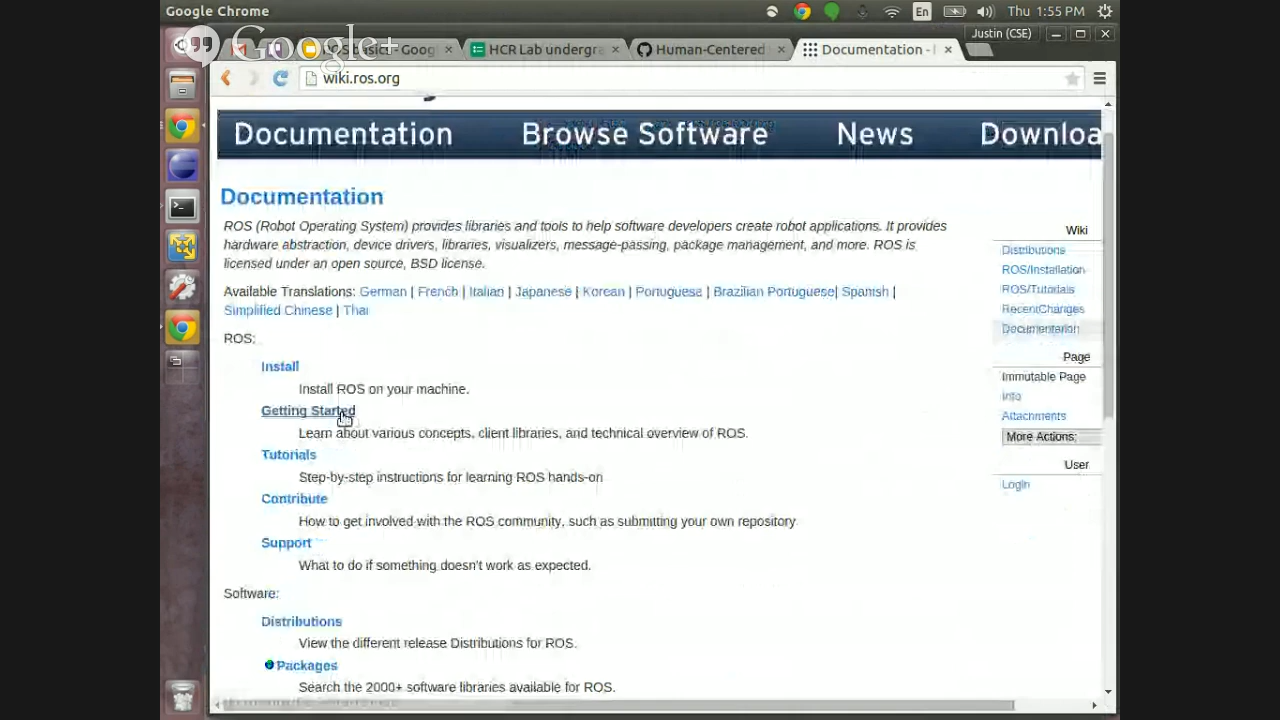 Google Chrome
En
Thu 1:55 PM
Google+
Justin (CSE)
HCR Lab undergra
Human-Centered
Documentation -
wiki.ros.org
Documentation Browse Software News Downloa
Documentation
ROS (Robot Operating System) provides libraries and tools to help software developers create robot applications. It provides
hardware abstraction, device drivers, libraries, visualizers, message-passing, package management, and more. ROS is
licensed under an open source, BSD license.
Available Translations: German | French | Italian | Japanese | Korean | Portuguese | Brazilian Portuguese| Spanish |
Simplified Chinese | Thai
ROS:
Install
Install ROS on your machine.
Getting Started
Learn about various concepts, client libraries, and technical overview of ROS.
Tutorials
Step-by-step instructions for learning ROS hands-on
Contribute
How to get involved with the ROS community, such as submitting your own repository
Support
What to do if something doesn't work as expected.
Software:
Distributions
View the different release Distributions for ROS.
Packages
Search the 2000+ software libraries available for ROS.
Wiki
Distributions
ROS/Installation
ROS/Tutorials
RecentChanges
Documentation
Page
Immutable Page
Info
Attachments
More Actions:
User
Login